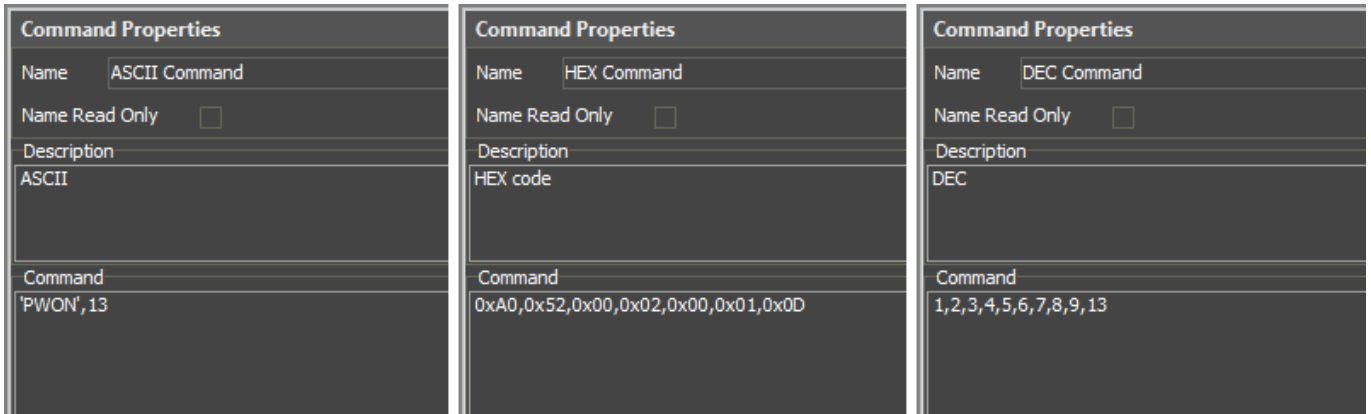 Command Properties
Name ASCII Command
Name Read Only
Description
ASCII
Command
'PWON',13
Command Properties
Name HEX Command
Name Read Only
Description
HEX code
Command
0xA0,0x52,0x00,0x02,0x00,0x01,0x0D
Command Properties
Name DEC Command
Name Read Only
Description
DEC
Command
1,2,3,4,5,6,7,8,9,13